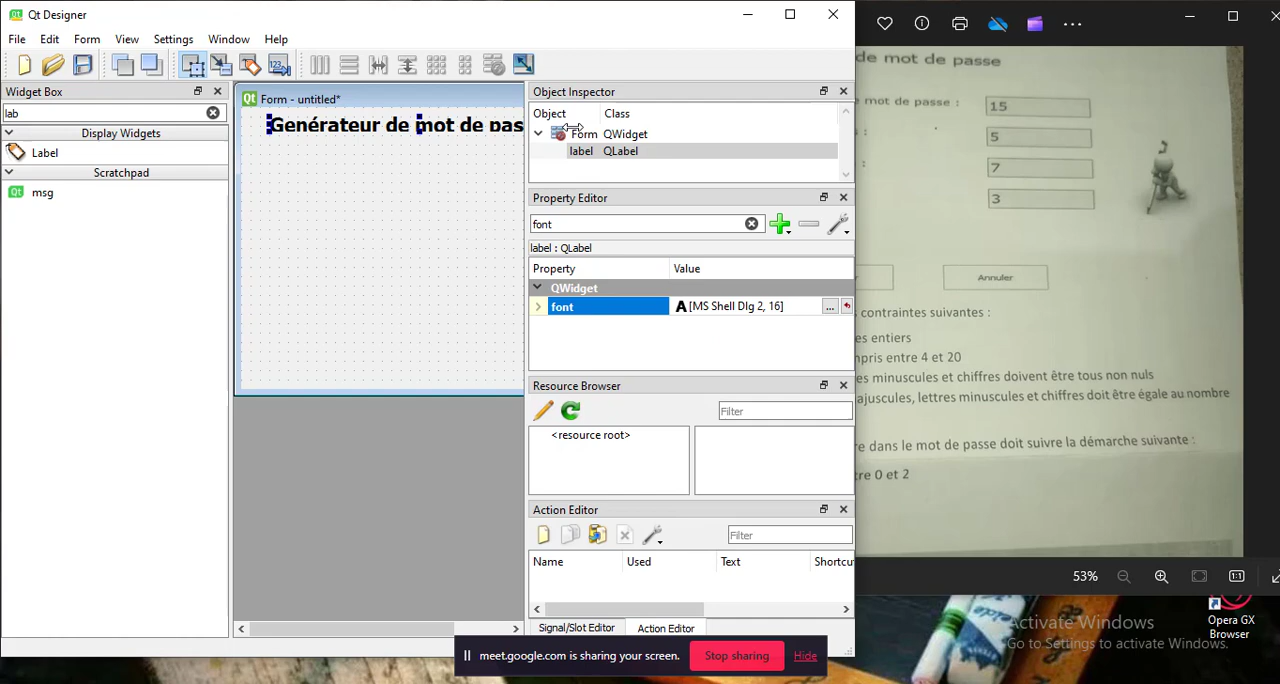 Qt Designer
File Edit Form View Settings Window Help
Widget Box
lab
Display Widgets
Label
Scratchpad
msg
Form - untitled*
Genérateur de mot de pas
Object Inspector
Object Class
Form QWidget
label QLabel
Property Editor
font
label : QLabel
Property Value
QWidget
font A [MS Shell Dlg 2, 16] ...
Resource Browser
Filter
<resource root>
Action Editor
Filter
Name Used Text Shortcu
Signal/Slot Editor Action Editor
meet.google.com is sharing your screen. Stop sharing Hide
de mot de passe
mot de passe : 15
5
7
3
Annuler
contraintes suivantes :
es entiers
pris entre 4 et 20
es minuscules et chiffres doivent être tous non nuls
ajuscules, lettres minuscules et chiffres doit être égale au nombre
re dans le mot de passe doit suivre la démarche suivante :
tre 0 et 2
53% 1:1
Opera GX
Browser
Activate Windows
Go to Settings to activate Windows.